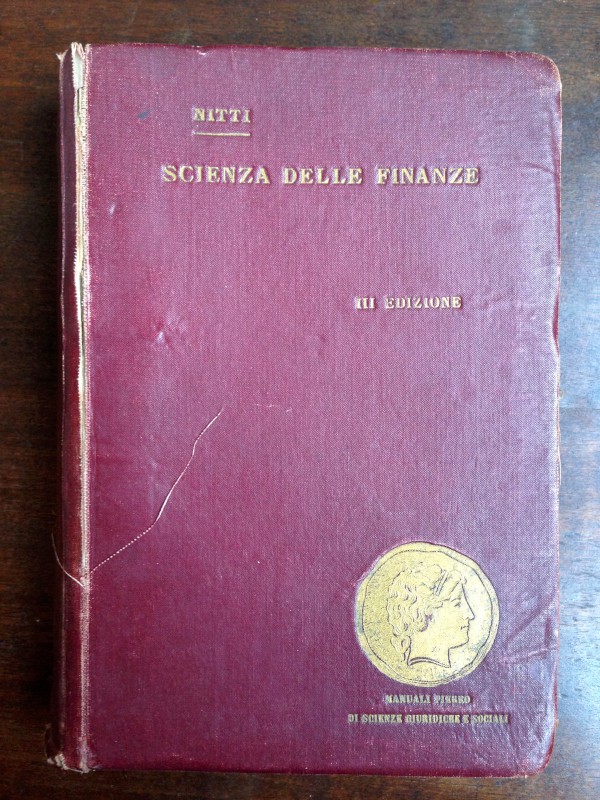 NITTI
SCIENZA DELLE FINANZE
III EDIZIONE
MANUALI PIERRO
DI SCIENZE GIURIDICHE E SOCIALI